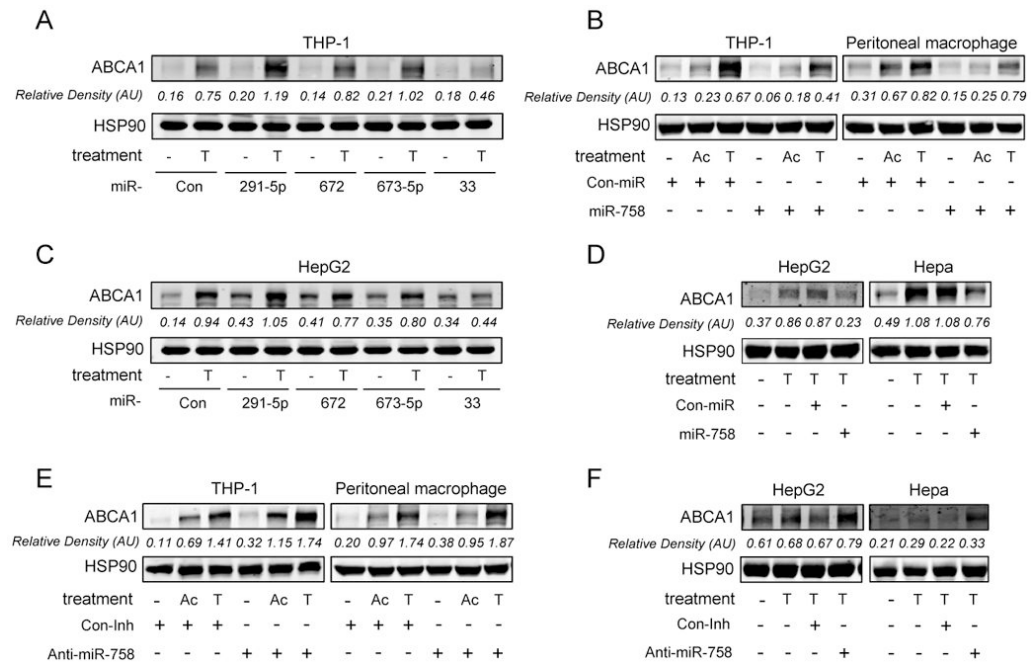 A
THP-1
ABCA1
Relative Density (AU) 0.16 0.75 0.20 1.19 0.14 0.82 0.21 1.02 0.18 0.46
HSP90
treatment - T - T - T - T - T
miR- Con 291-5p 672 673-5p 33
B
THP-1 Peritoneal macrophage
ABCA1
Relative Density (AU) 0.13 0.23 0.67 0.06 0.18 0.41 0.31 0.67 0.82 0.15 0.25 0.79
HSP90
treatment - Ac T - Ac T - Ac T - Ac T
Con-miR + + + - - - + + + - - -
miR-758 - - - + + + - - - + + +
C
HepG2
ABCA1
Relative Density (AU) 0.14 0.94 0.43 1.05 0.41 0.77 0.35 0.80 0.34 0.44
HSP90
treatment - T - T - T - T - T
miR- Con 291-5p 672 673-5p 33
D
HepG2 Hepa
ABCA1
Relative Density (AU) 0.37 0.86 0.87 0.23 0.49 1.08 1.08 0.76
HSP90
treatment - T T T - T T T
Con-miR - - + - - - + -
miR-758 - - - + - - - +
E
THP-1 Peritoneal macrophage
ABCA1
Relative Density (AU) 0.11 0.69 1.41 0.32 1.15 1.74 0.20 0.97 1.74 0.38 0.95 1.87
HSP90
treatment - Ac T - Ac T - Ac T - Ac T
Con-Inh + + + - - - + + + - - -
Anti-miR-758 - - - + + + - - - + + +
F
HepG2 Hepa
ABCA1
Relative Density (AU) 0.61 0.68 0.67 0.79 0.21 0.29 0.22 0.33
HSP90
treatment - T T T - T T T
Con-Inh - - + - - - + -
Anti-miR-758 - - - + - - - +